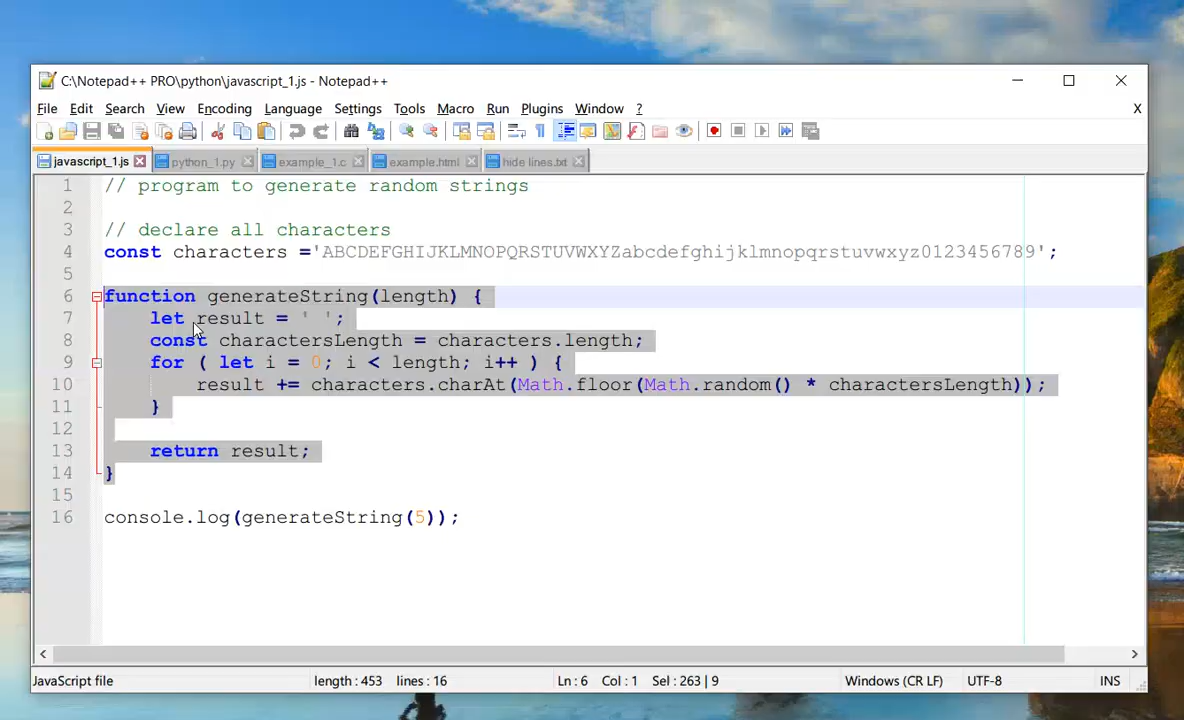 C:\Notepad++ PRO\python\javascript_1.js - Notepad++
File Edit Search View Encoding Language Settings Tools Macro Run Plugins Window ? X
javascript_1.js python_1.py example_1.c example.html hide lines.txt
1 // program to generate random strings
2
3 // declare all characters
4 const characters ='ABCDEFGHIJKLMNOPQRSTUVWXYZabcdefghijklmnopqrstuvwxyz0123456789';
5
6 function generateString(length) {
7 let result = ' ';
8 const charactersLength = characters.length;
9 for ( let i = 0; i < length; i++ ) {
10 result += characters.charAt(Math.floor(Math.random() * charactersLength));
11 }
12
13 return result;
14 }
15
16 console.log(generateString(5));
JavaScript file length : 453 lines : 16 Ln : 6 Col : 1 Sel : 263 | 9 Windows (CR LF) UTF-8 INS